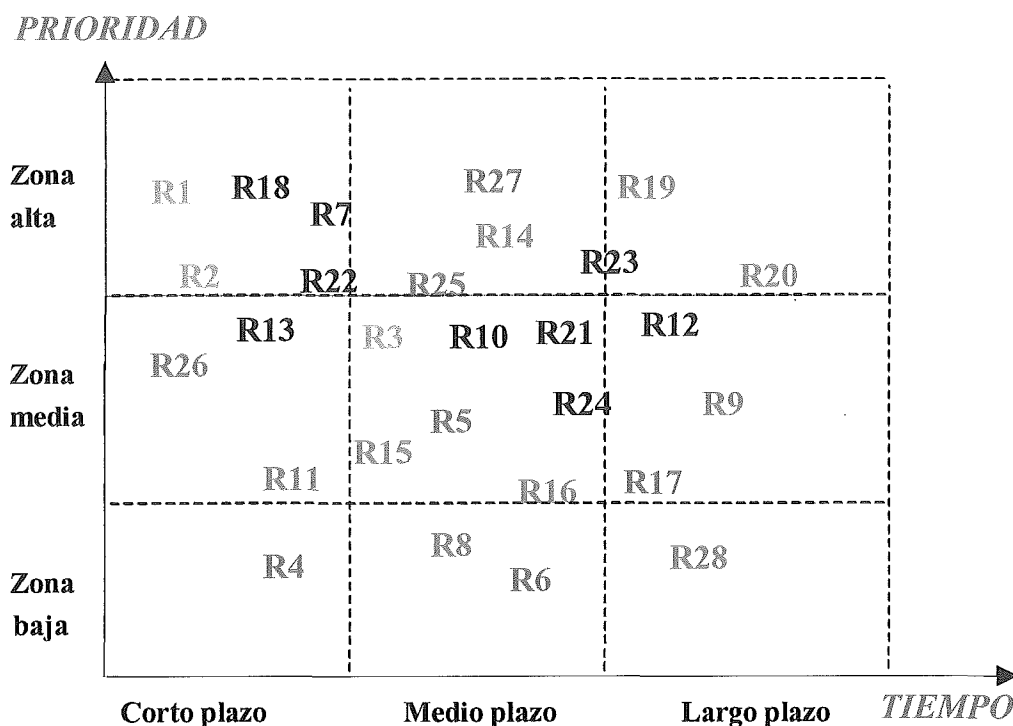 PRIORIDAD
Zona
alta
R1 R18 R27 R19
R7
R14
R23
R2 R22 R25 R20
R13 R3 R10 R21 R12
Zona
media
R26
R24 R9
R5
R15
R11 R16 R17
R8
R4 R6 R28
Zona
baja
Corto plazo Medio plazo Largo plazo TIEMPO